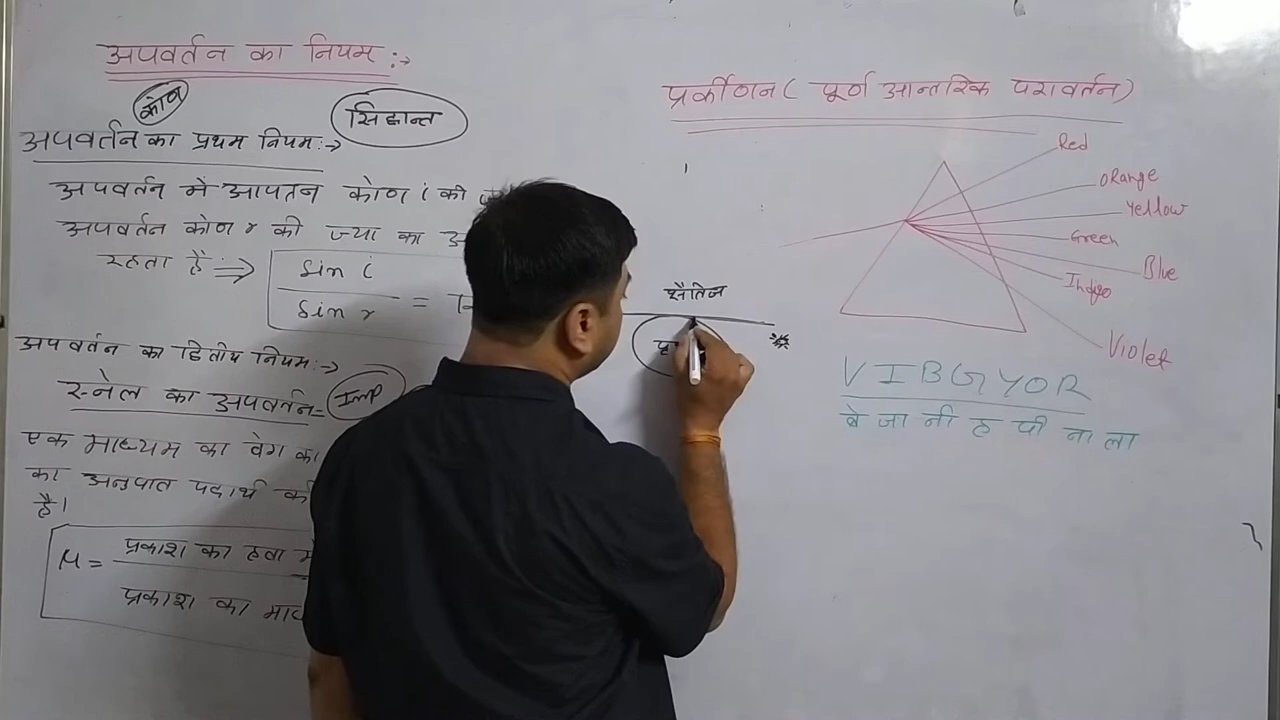 अपवर्तन का नियम :->
कोण
सिद्धान्त
अपवर्तन का प्रथम नियम :->
अपवर्तन में आपतन कोण i की
अपवर्तन कोण r की ज्या का
रहता है :=>
sin i
sin r
=
अपवर्तन का द्वितीय नियम :->
स्नेल का अपवर्तन =
Imp
एक माध्यम का वेग का
का अनुपात पदार्थ
है।
μ =
प्रकाश का हवा
प्रकाश का
क्षैतिज
प्रर्कीणन ( पूर्ण आन्तरिक परावर्तन )
Red
Orange
Yellow
Green
Blue
Indgo
Violet
VIBGYOR
बे जा नी ह पी ना ला